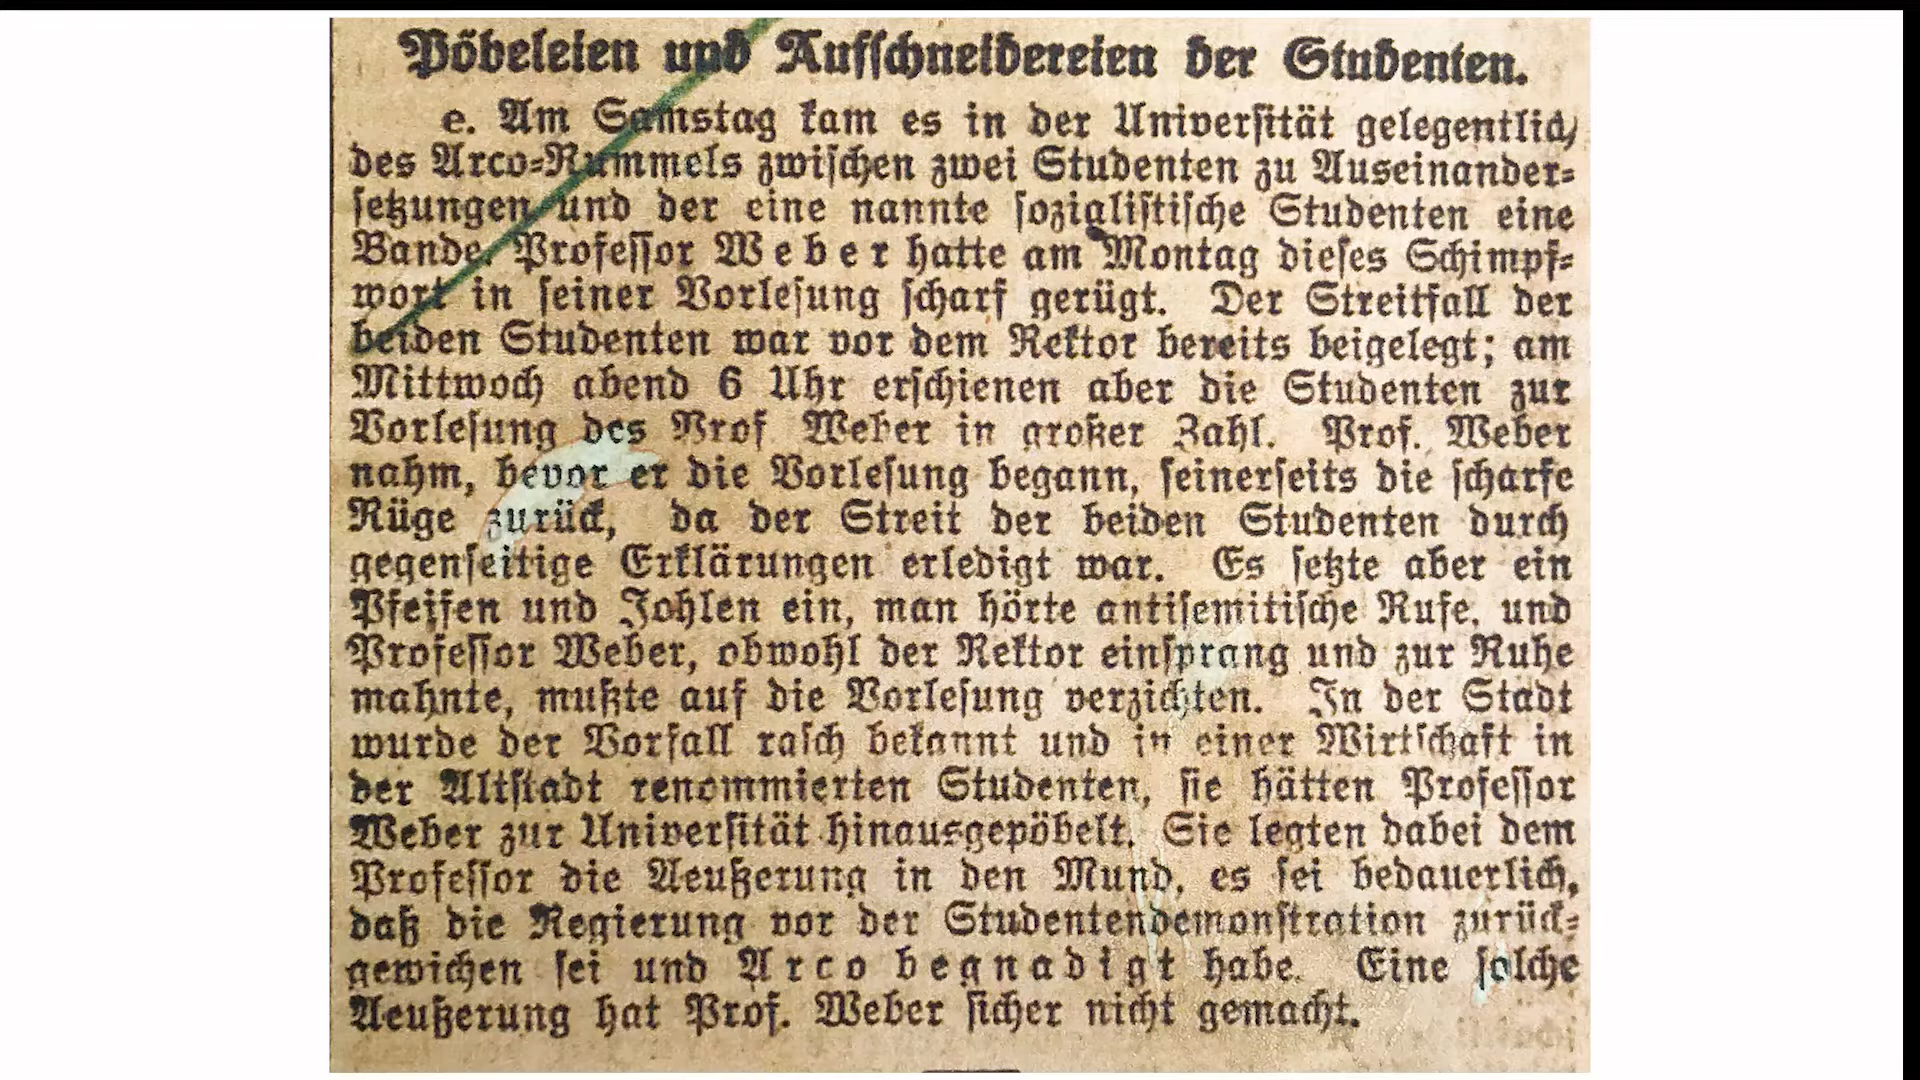 Pöbeleien und Aufschneidereien der Studenten.
e. Am Samstag kam es in der Universität gelegentlich
des Arco-Rummels zwischen zwei Studenten zu Auseinander-
setzungen und der eine nannte sozialistische Studenten eine
Bande. Professor Weber hatte am Montag dieses Schimpf-
wort in seiner Vorlesung scharf gerügt. Der Streitfall der
beiden Studenten war vor dem Rektor bereits beigelegt; am
Mittwoch abend 6 Uhr erschienen aber die Studenten zur
Vorlesung des Prof Weber in großer Zahl. Prof. Weber
nahm, bevor er die Vorlesung begann, seinerseits die scharfe
Rüge zurück, da der Streit der beiden Studenten durch
gegenseitige Erklärungen erledigt war. Es setzte aber ein
Pfeifen und Johlen ein, man hörte antisemitische Rufe, und
Professor Weber, obwohl der Rektor einsprang und zur Ruhe
mahnte, mußte auf die Vorlesung verzichten. In der Stadt
wurde der Vorfall rasch bekannt und in einer Wirtschaft in
der Altstadt renommierten Studenten, sie hätten Professor
Weber zur Universität hinausgepöbelt. Sie legten dabei dem
Professor die Aeußerung in den Mund, es sei bedauerlich,
daß die Regierung vor der Studentendemonstration zurück-
gewichen sei und Arco begnadigt habe. Eine solche
Aeußerung hat Prof. Weber sicher nicht gemacht.